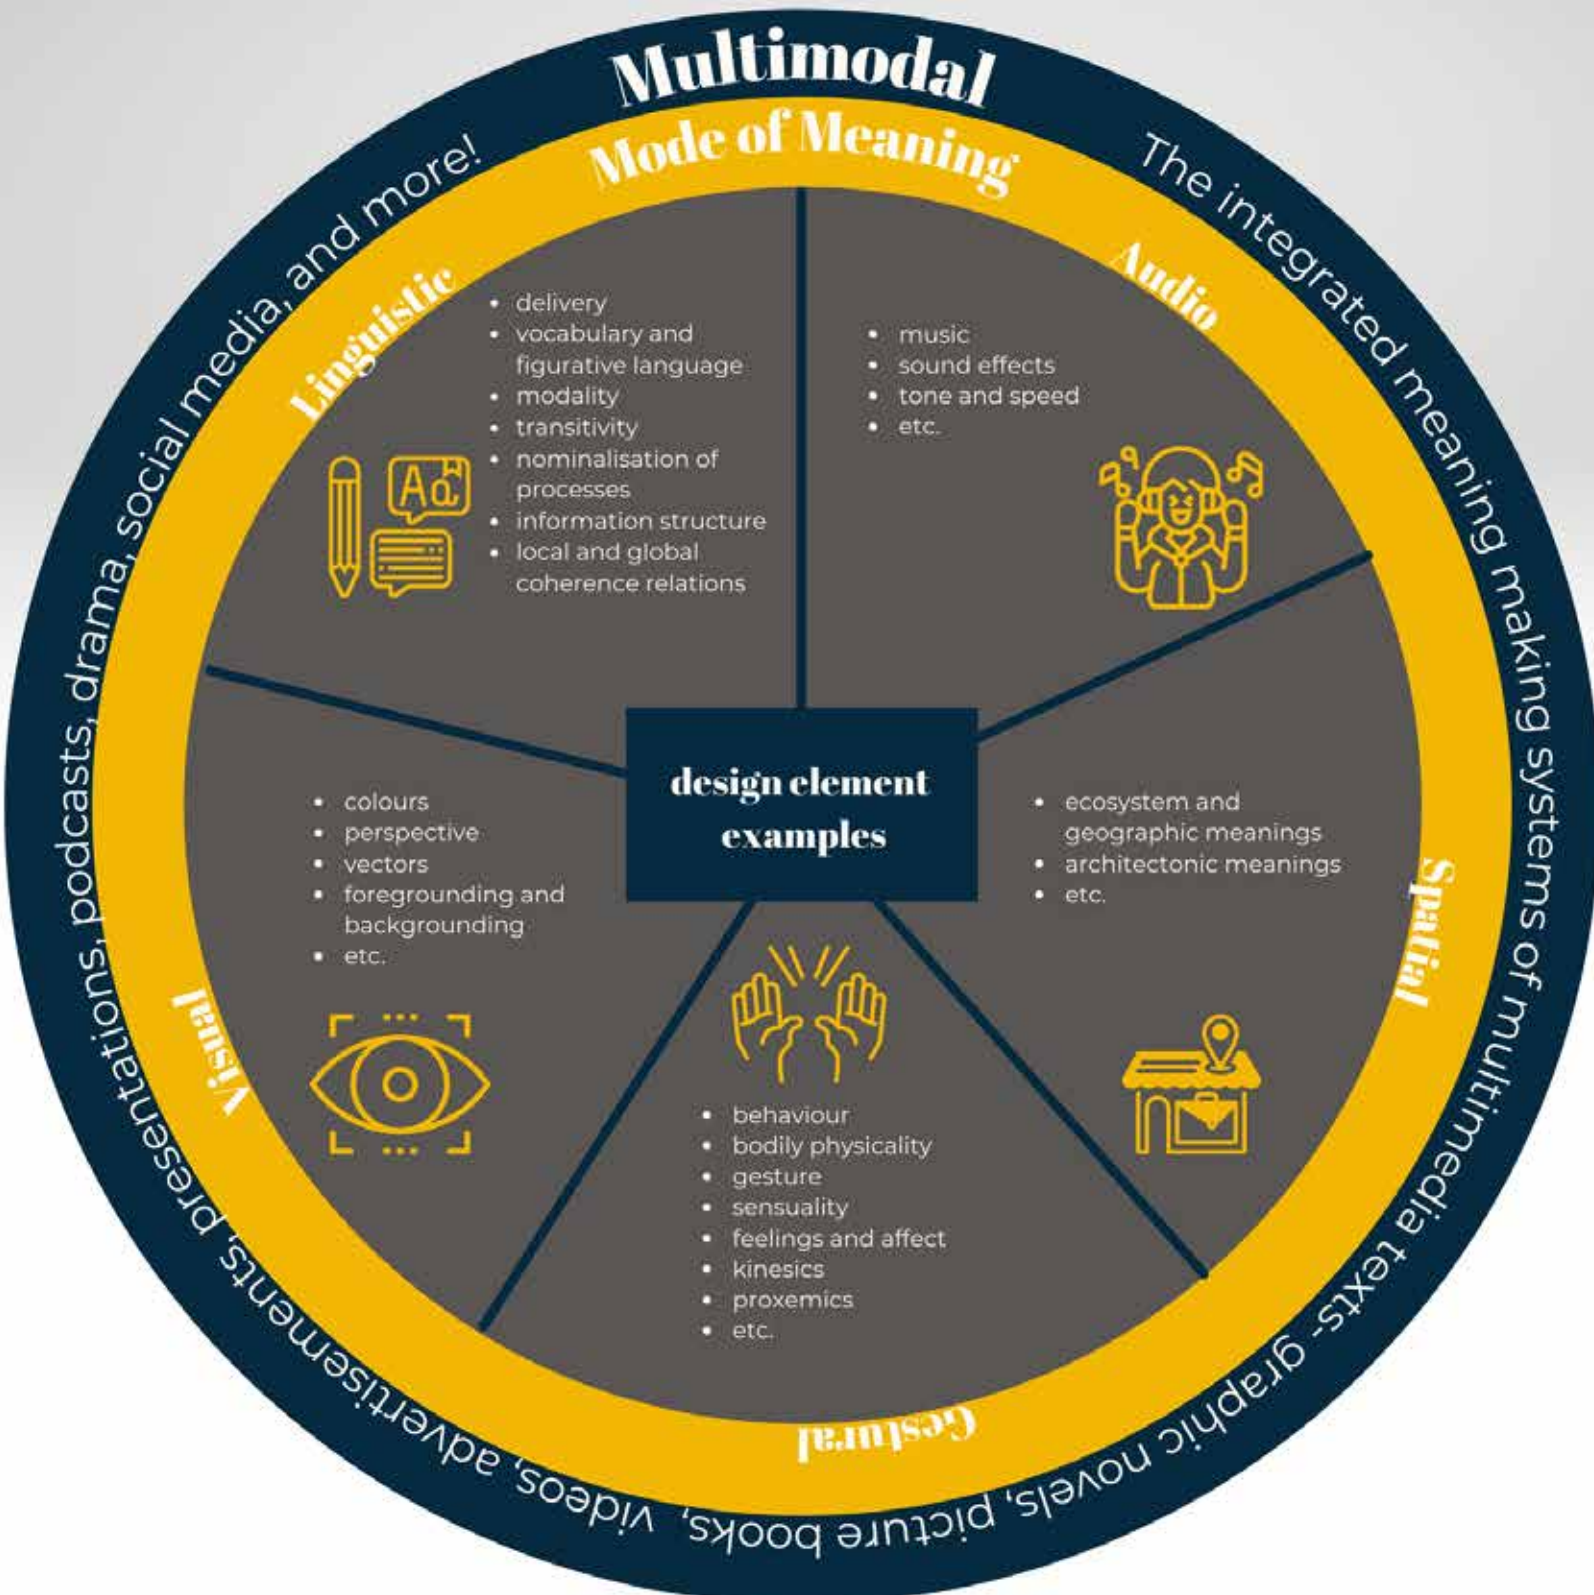 Multimodal
The integrated meaning making systems of multimedia texts- graphic novels, picture books, videos, advertisements, presentations, podcasts, drama, social media, and more!
Mode of Meaning
Linguistic
• delivery
• vocabulary and
figurative language
• modality
• transitivity
• nominalisation of
processes
• information structure
• local and global
coherence relations
Aa
Audio
• music
• sound effects
• tone and speed
• etc.
Spatial
• ecosystem and
geographic meanings
• architectonic meanings
• etc.
Gestural
• behaviour
• bodily physicality
• gesture
• sensuality
• feelings and affect
• kinesics
• proxemics
• etc.
Visual
• colours
• perspective
• vectors
• foregrounding and
backgrounding
• etc.
design element
examples